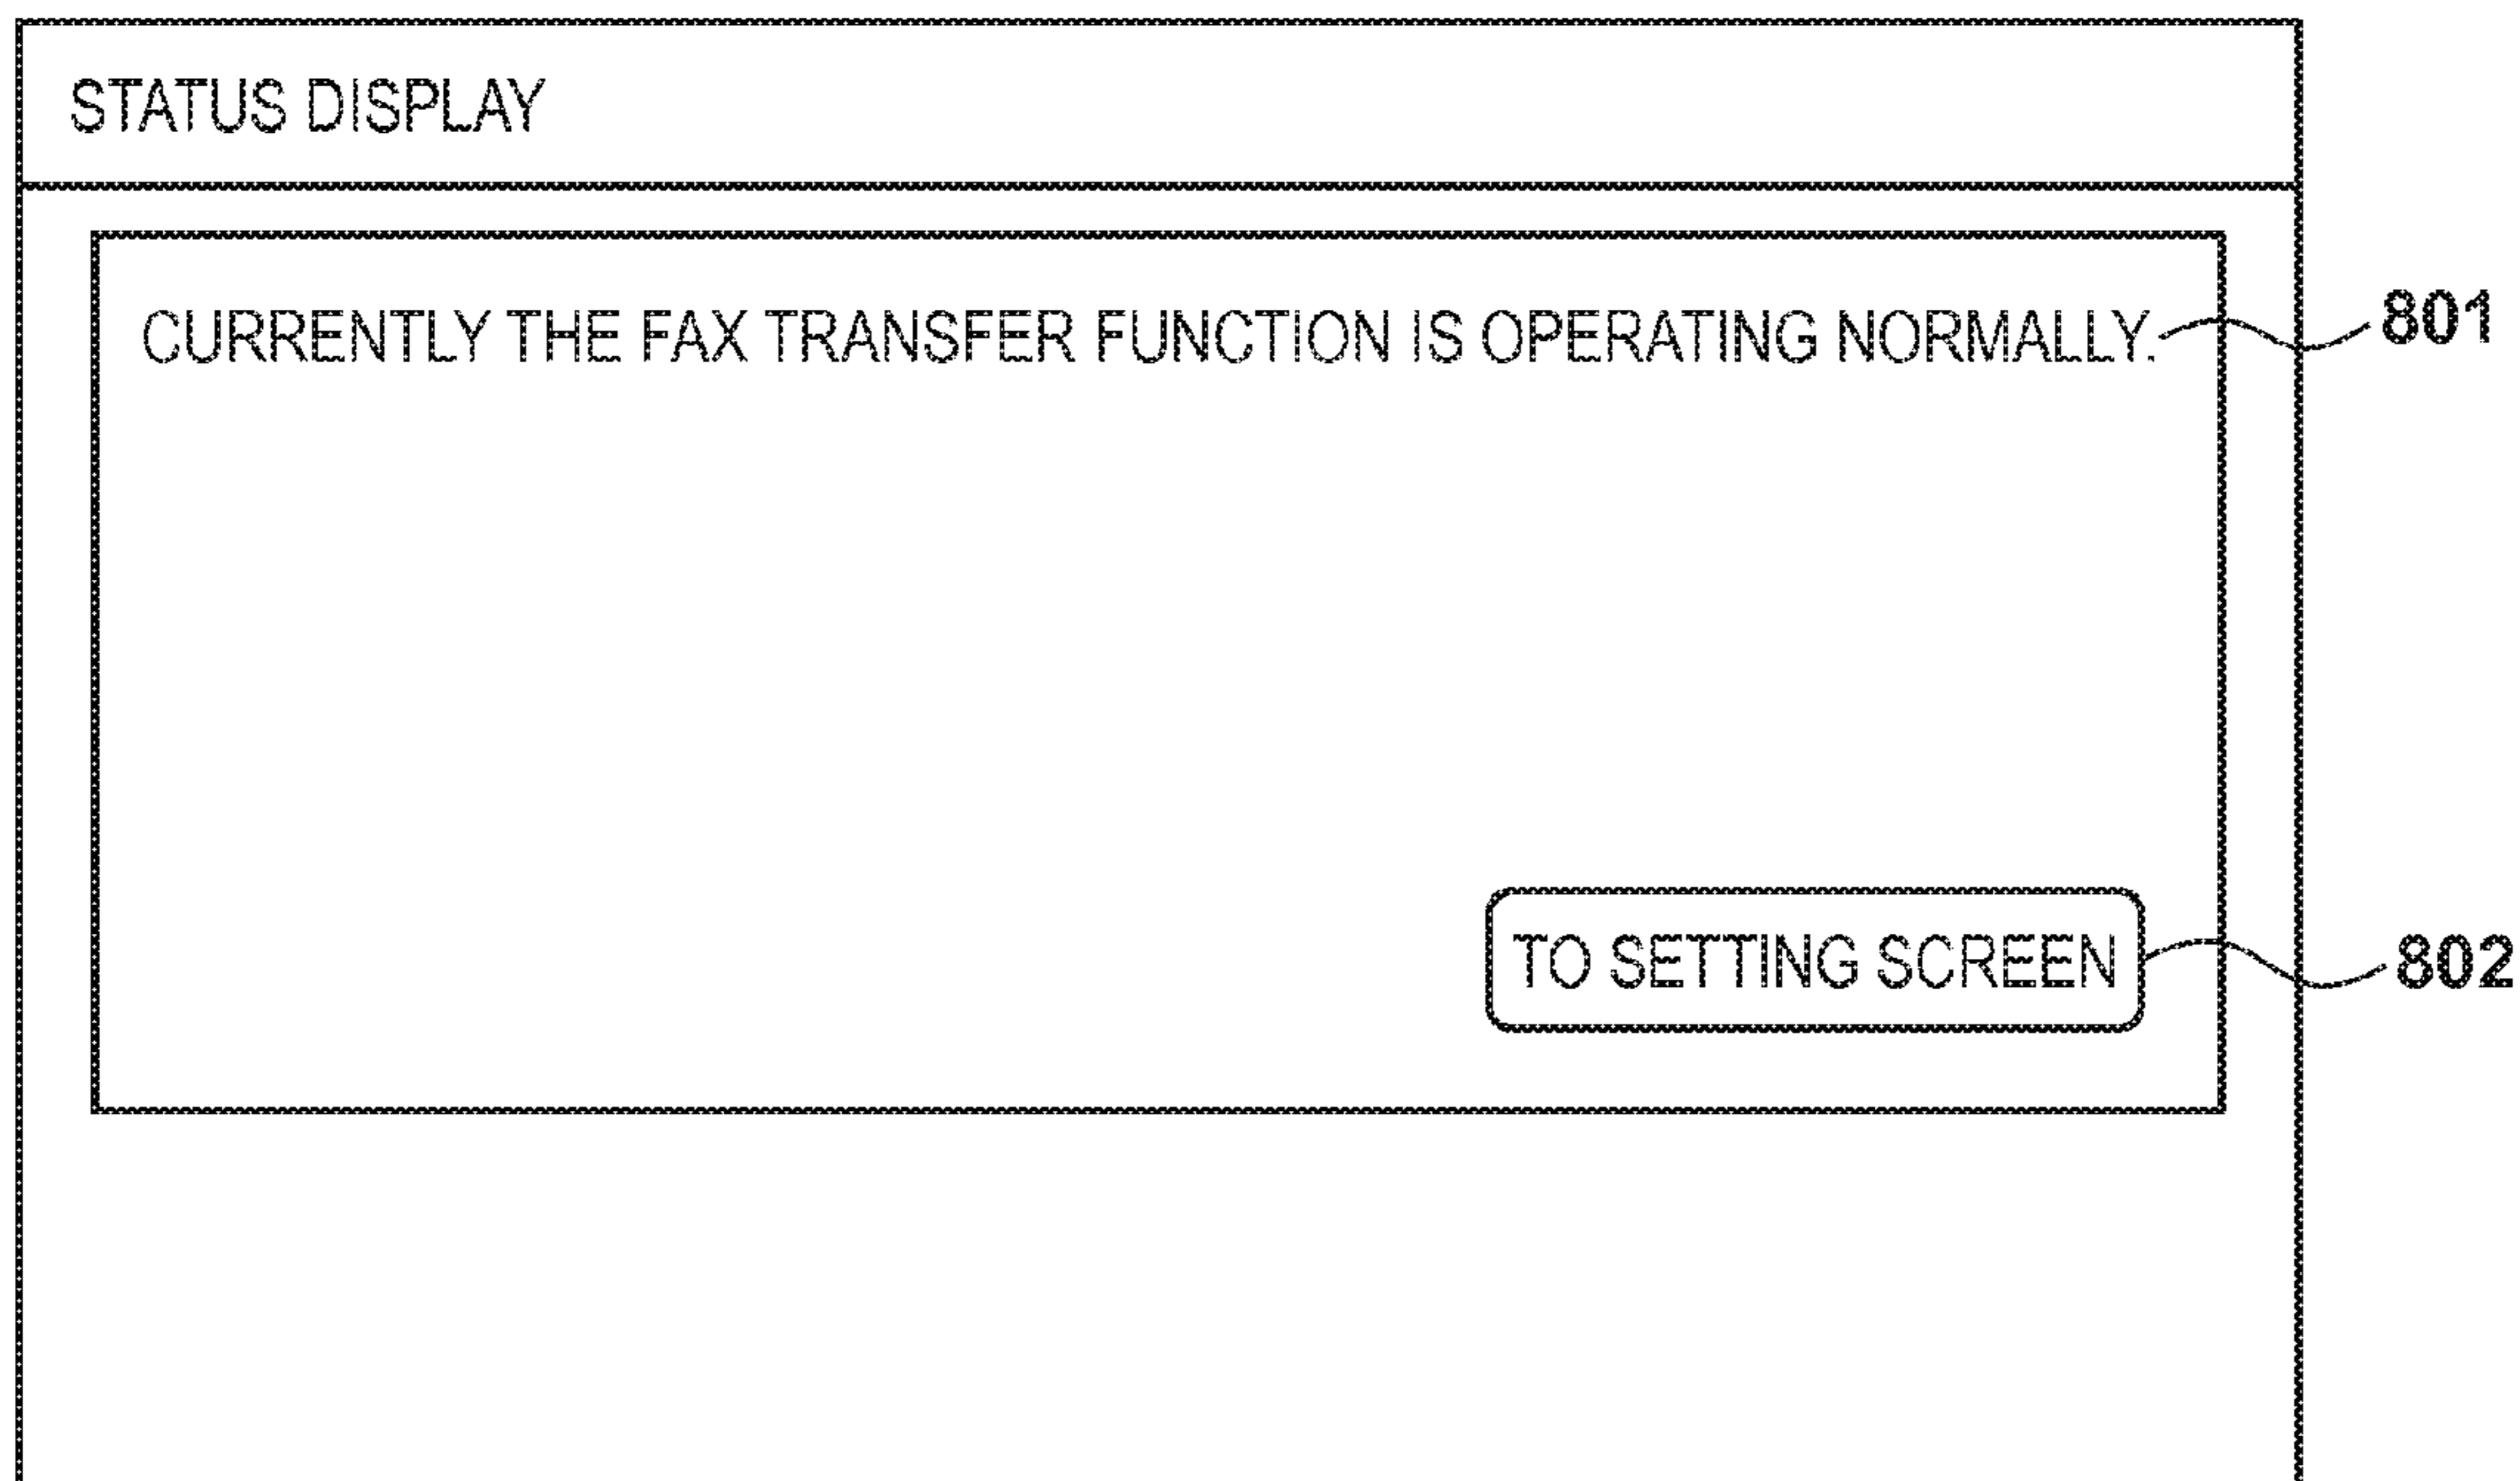 STATUS DISPLAY
CURRENTLY THE FAX TRANSFER FUNCTION IS OPERATING NORMALLY.
801
TO SETTING SCREEN
802